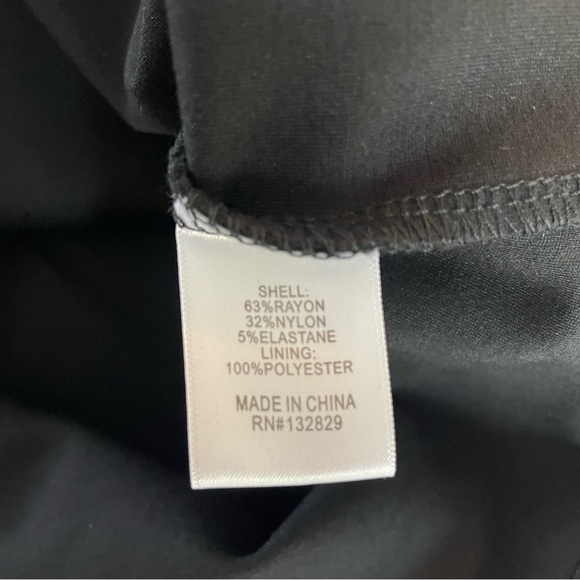 SHELL:
63%RAYON
32%NYLON
5%ELASTANE
LINING:
100%POLYESTER
MADE IN CHINA
RN#132829